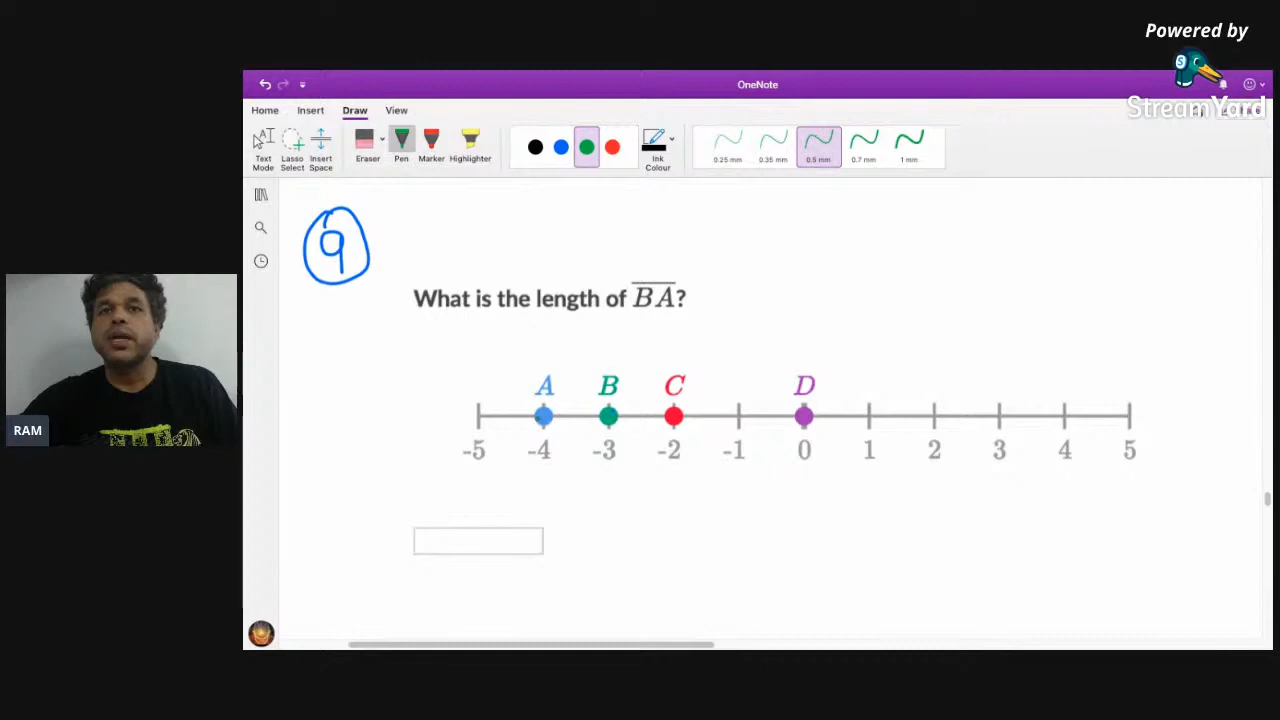 Powered by
StreamYard
OneNote
Home Insert Draw View
Text Mode
Lasso Select
Insert Space
Eraser
Pen
Marker
Highlighter
Ink Colour
0.25 mm
0.35 mm
0.5 mm
0.7 mm
1 mm
9
What is the length of BA?
A B C D
-5 -4 -3 -2 -1 0 1 2 3 4 5
RAM